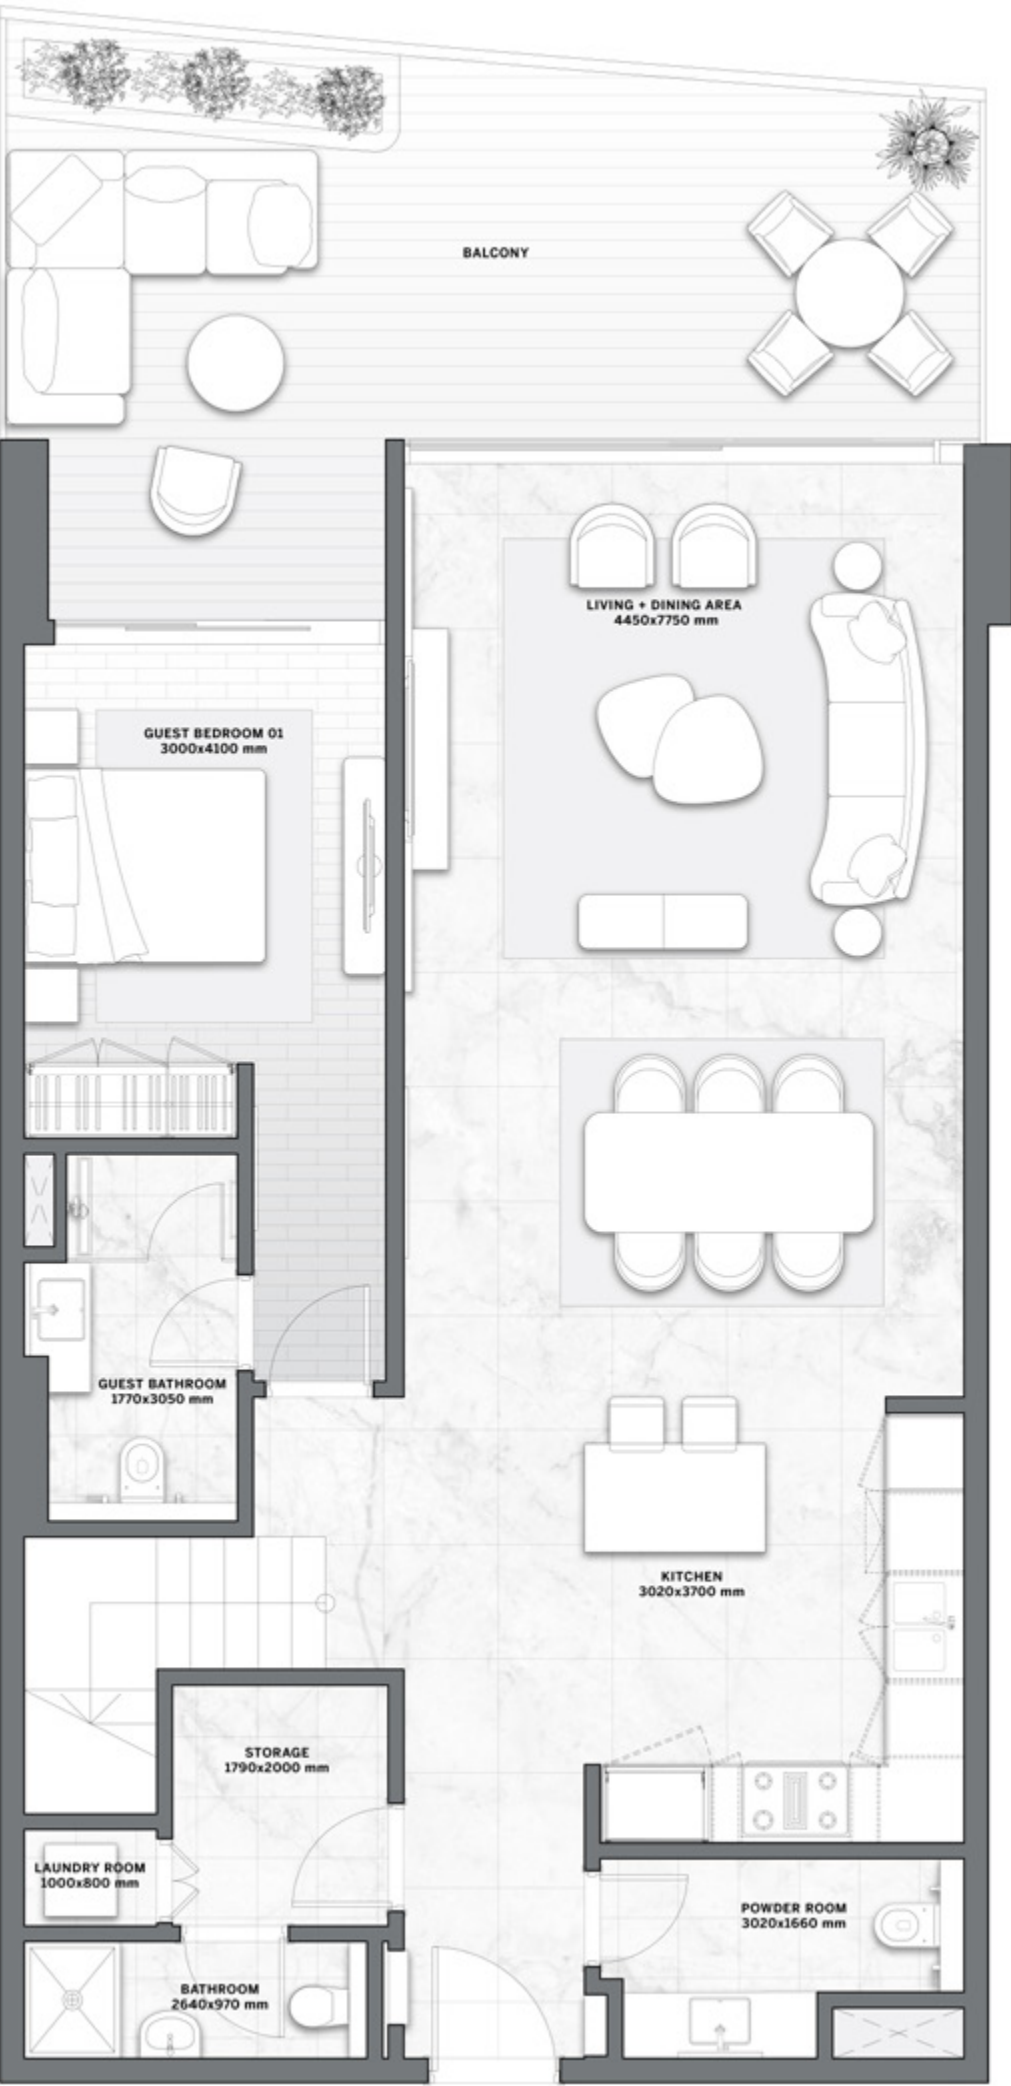 BALCONY
LIVING + DINING AREA
4450x7750 mm
GUEST BEDROOM 01
3000x4100 mm
GUEST BATHROOM
1770x3050 mm
KITCHEN
3020x3700 mm
STORAGE
1790x2000 mm
LAUNDRY ROOM
1000x800 mm
POWDER ROOM
3020x1660 mm
BATHROOM
2640x970 mm